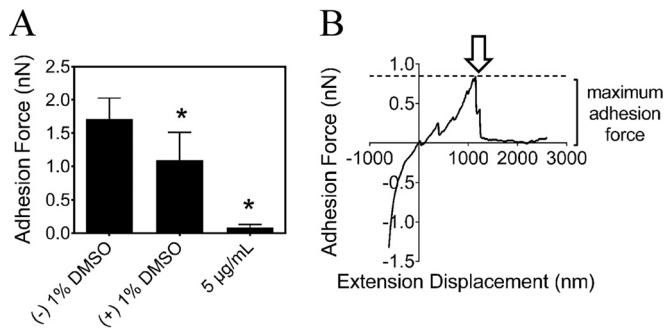 A
Adhesion Force (nN)
2.5
2.0
1.5
1.0
0.5
0.0
*
*
(-) 1% DMSO
(+) 1% DMSO
5 µg/mL
B
Adhesion Force (nN)
1.0
0.5
-0.5
-1.0
-1.5
-1000
1000
2000
3000
maximum
adhesion
force
Extension Displacement (nm)